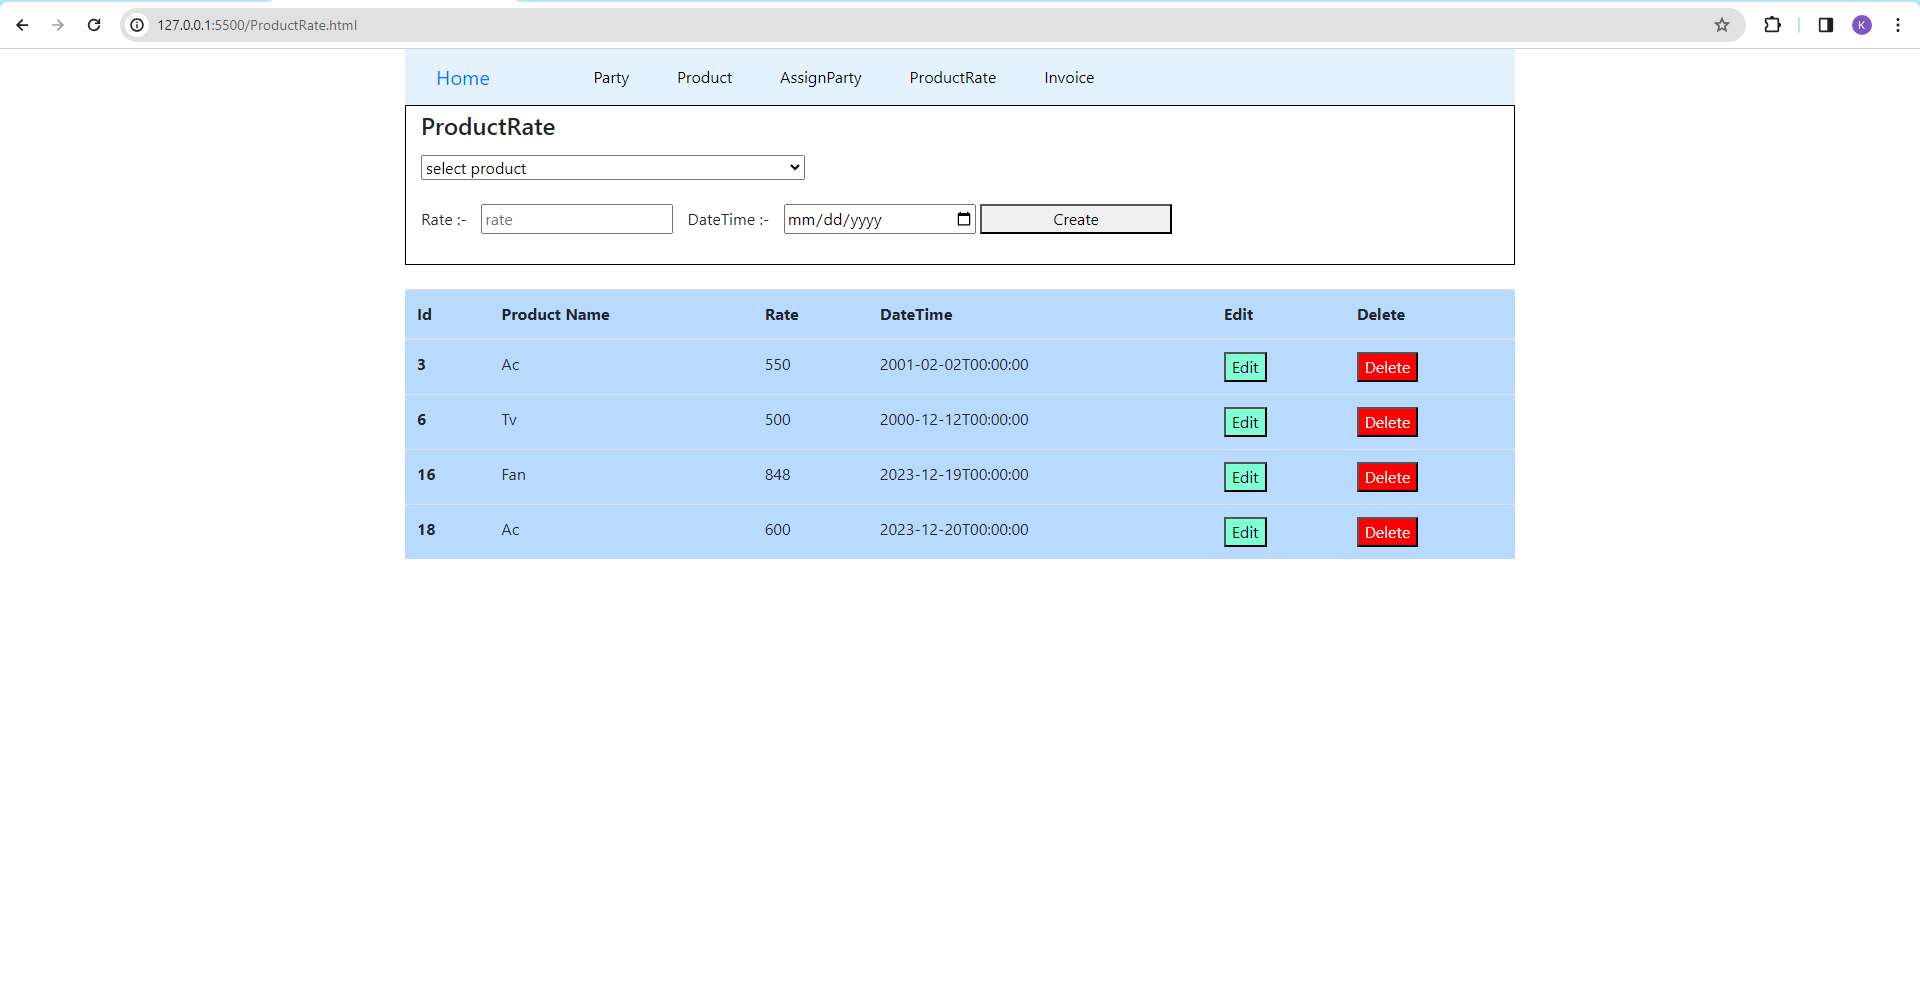 127.0.0.1:5500/ProductRate.html
K
Home Party Product AssignParty ProductRate Invoice
ProductRate
select product
Rate :- rate DateTime :- mm/dd/yyyy Create
Id Product Name Rate DateTime Edit Delete
3 Ac 550 2001-02-02T00:00:00 Edit Delete
6 Tv 500 2000-12-12T00:00:00 Edit Delete
16 Fan 848 2023-12-19T00:00:00 Edit Delete
18 Ac 600 2023-12-20T00:00:00 Edit Delete